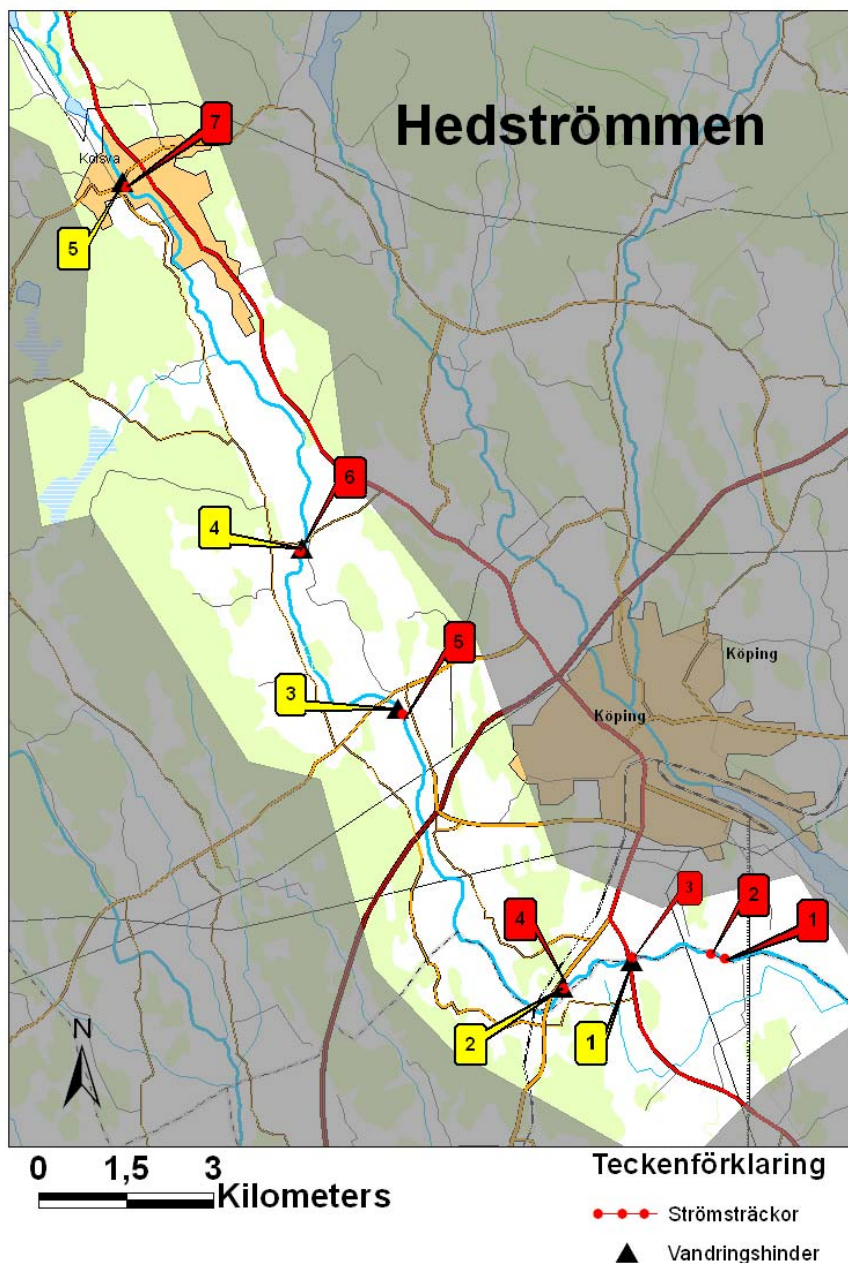 Hedströmmen
7
Kolsva
5
6
4
5
3
Köping
Köping
3
2
1
4
2
1
N
0 1,5 3
Kilometers
Teckenförklaring
Strömsträckor
Vandringshinder